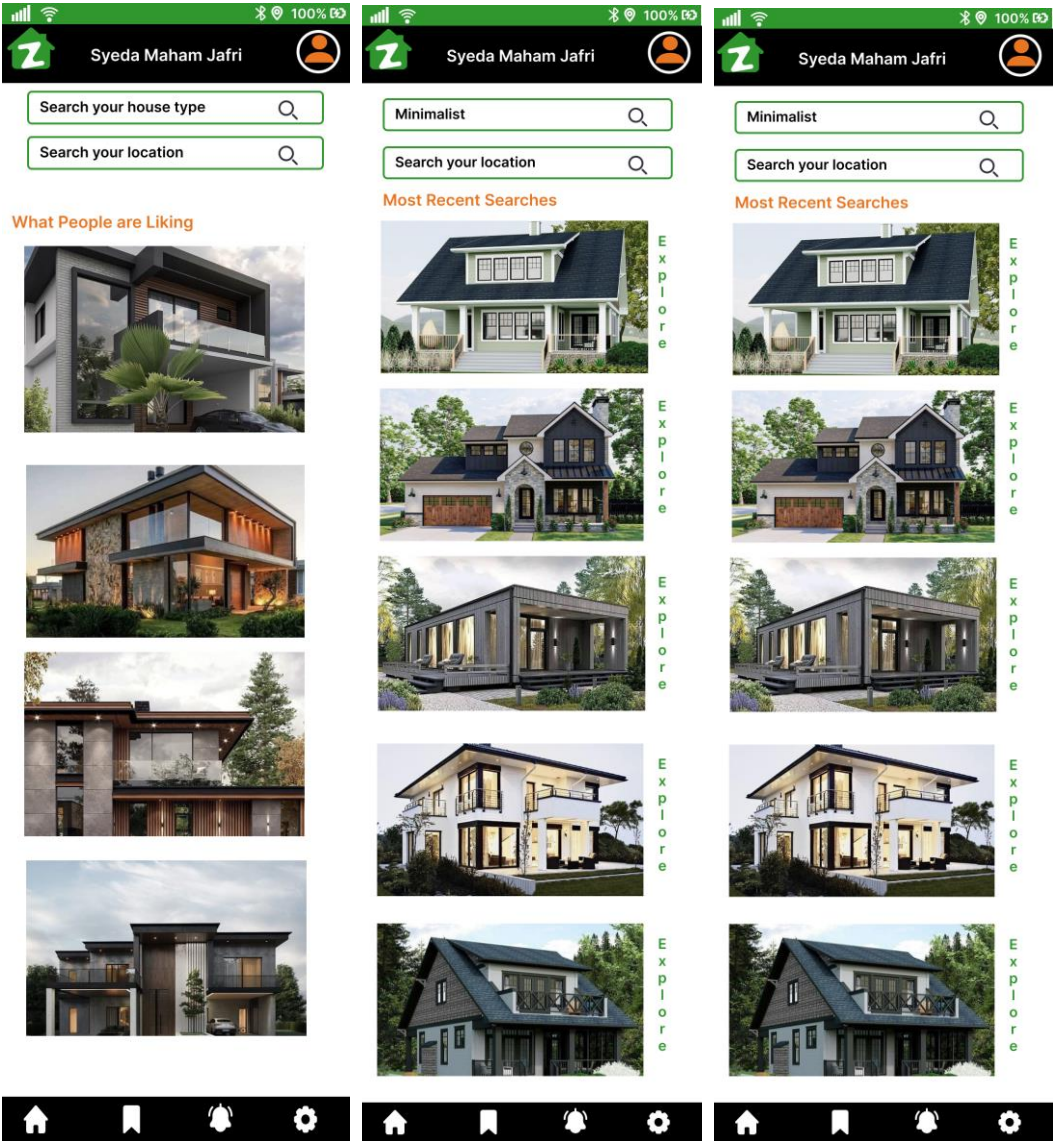 100%
Z
Syeda Maham Jafri
Search your house type
Search your location
What People are Liking
100%
Z
Syeda Maham Jafri
Minimalist
Search your location
Most Recent Searches
Explore
Explore
Explore
Explore
Explore
100%
Z
Syeda Maham Jafri
Minimalist
Search your location
Most Recent Searches
Explore
Explore
Explore
Explore
Explore